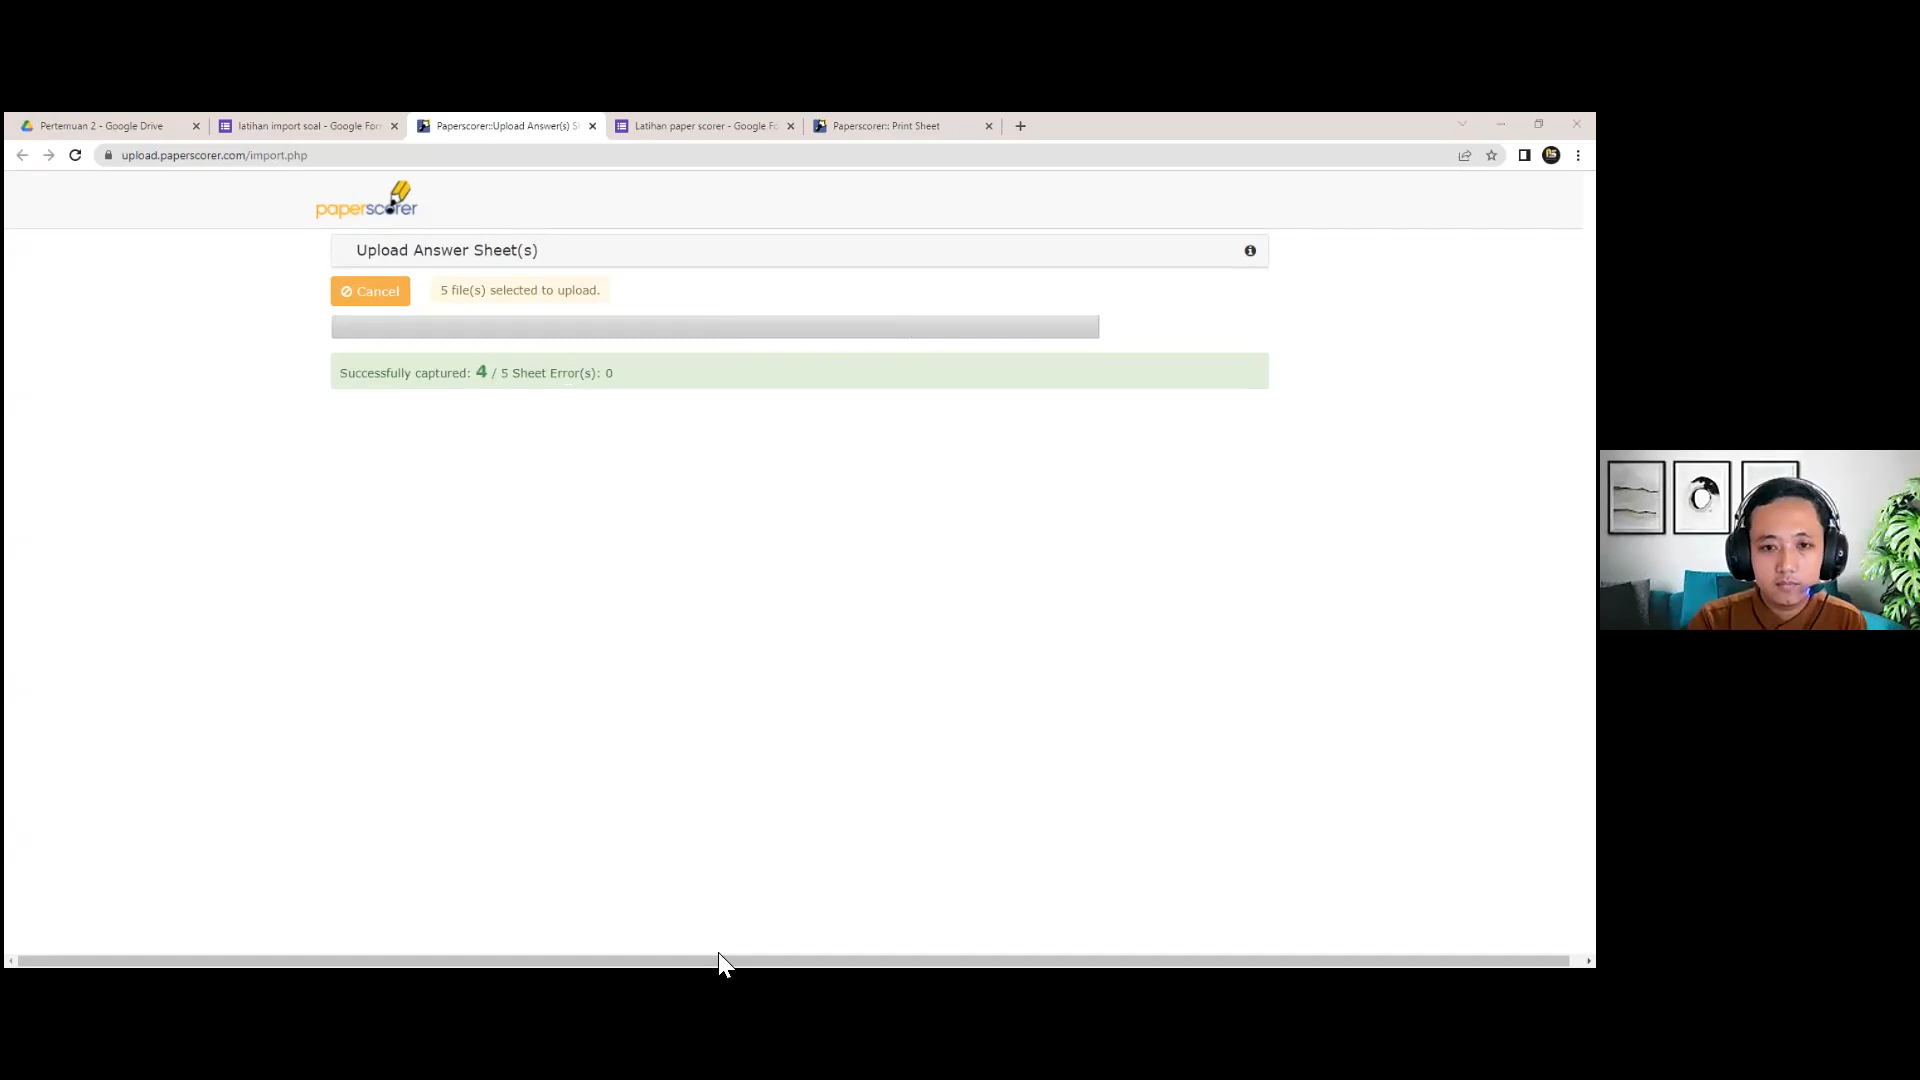 Pertemuan 2 - Google Drive
latihan import soal - Google For
Paperscorer::Upload Answer(s) S
Latihan paper scorer - Google Fo
Paperscorer:: Print Sheet
upload.paperscorer.com/import.php
paperscorer
Upload Answer Sheet(s)
Cancel
5 file(s) selected to upload.
Successfully captured: 4 / 5 Sheet Error(s): 0